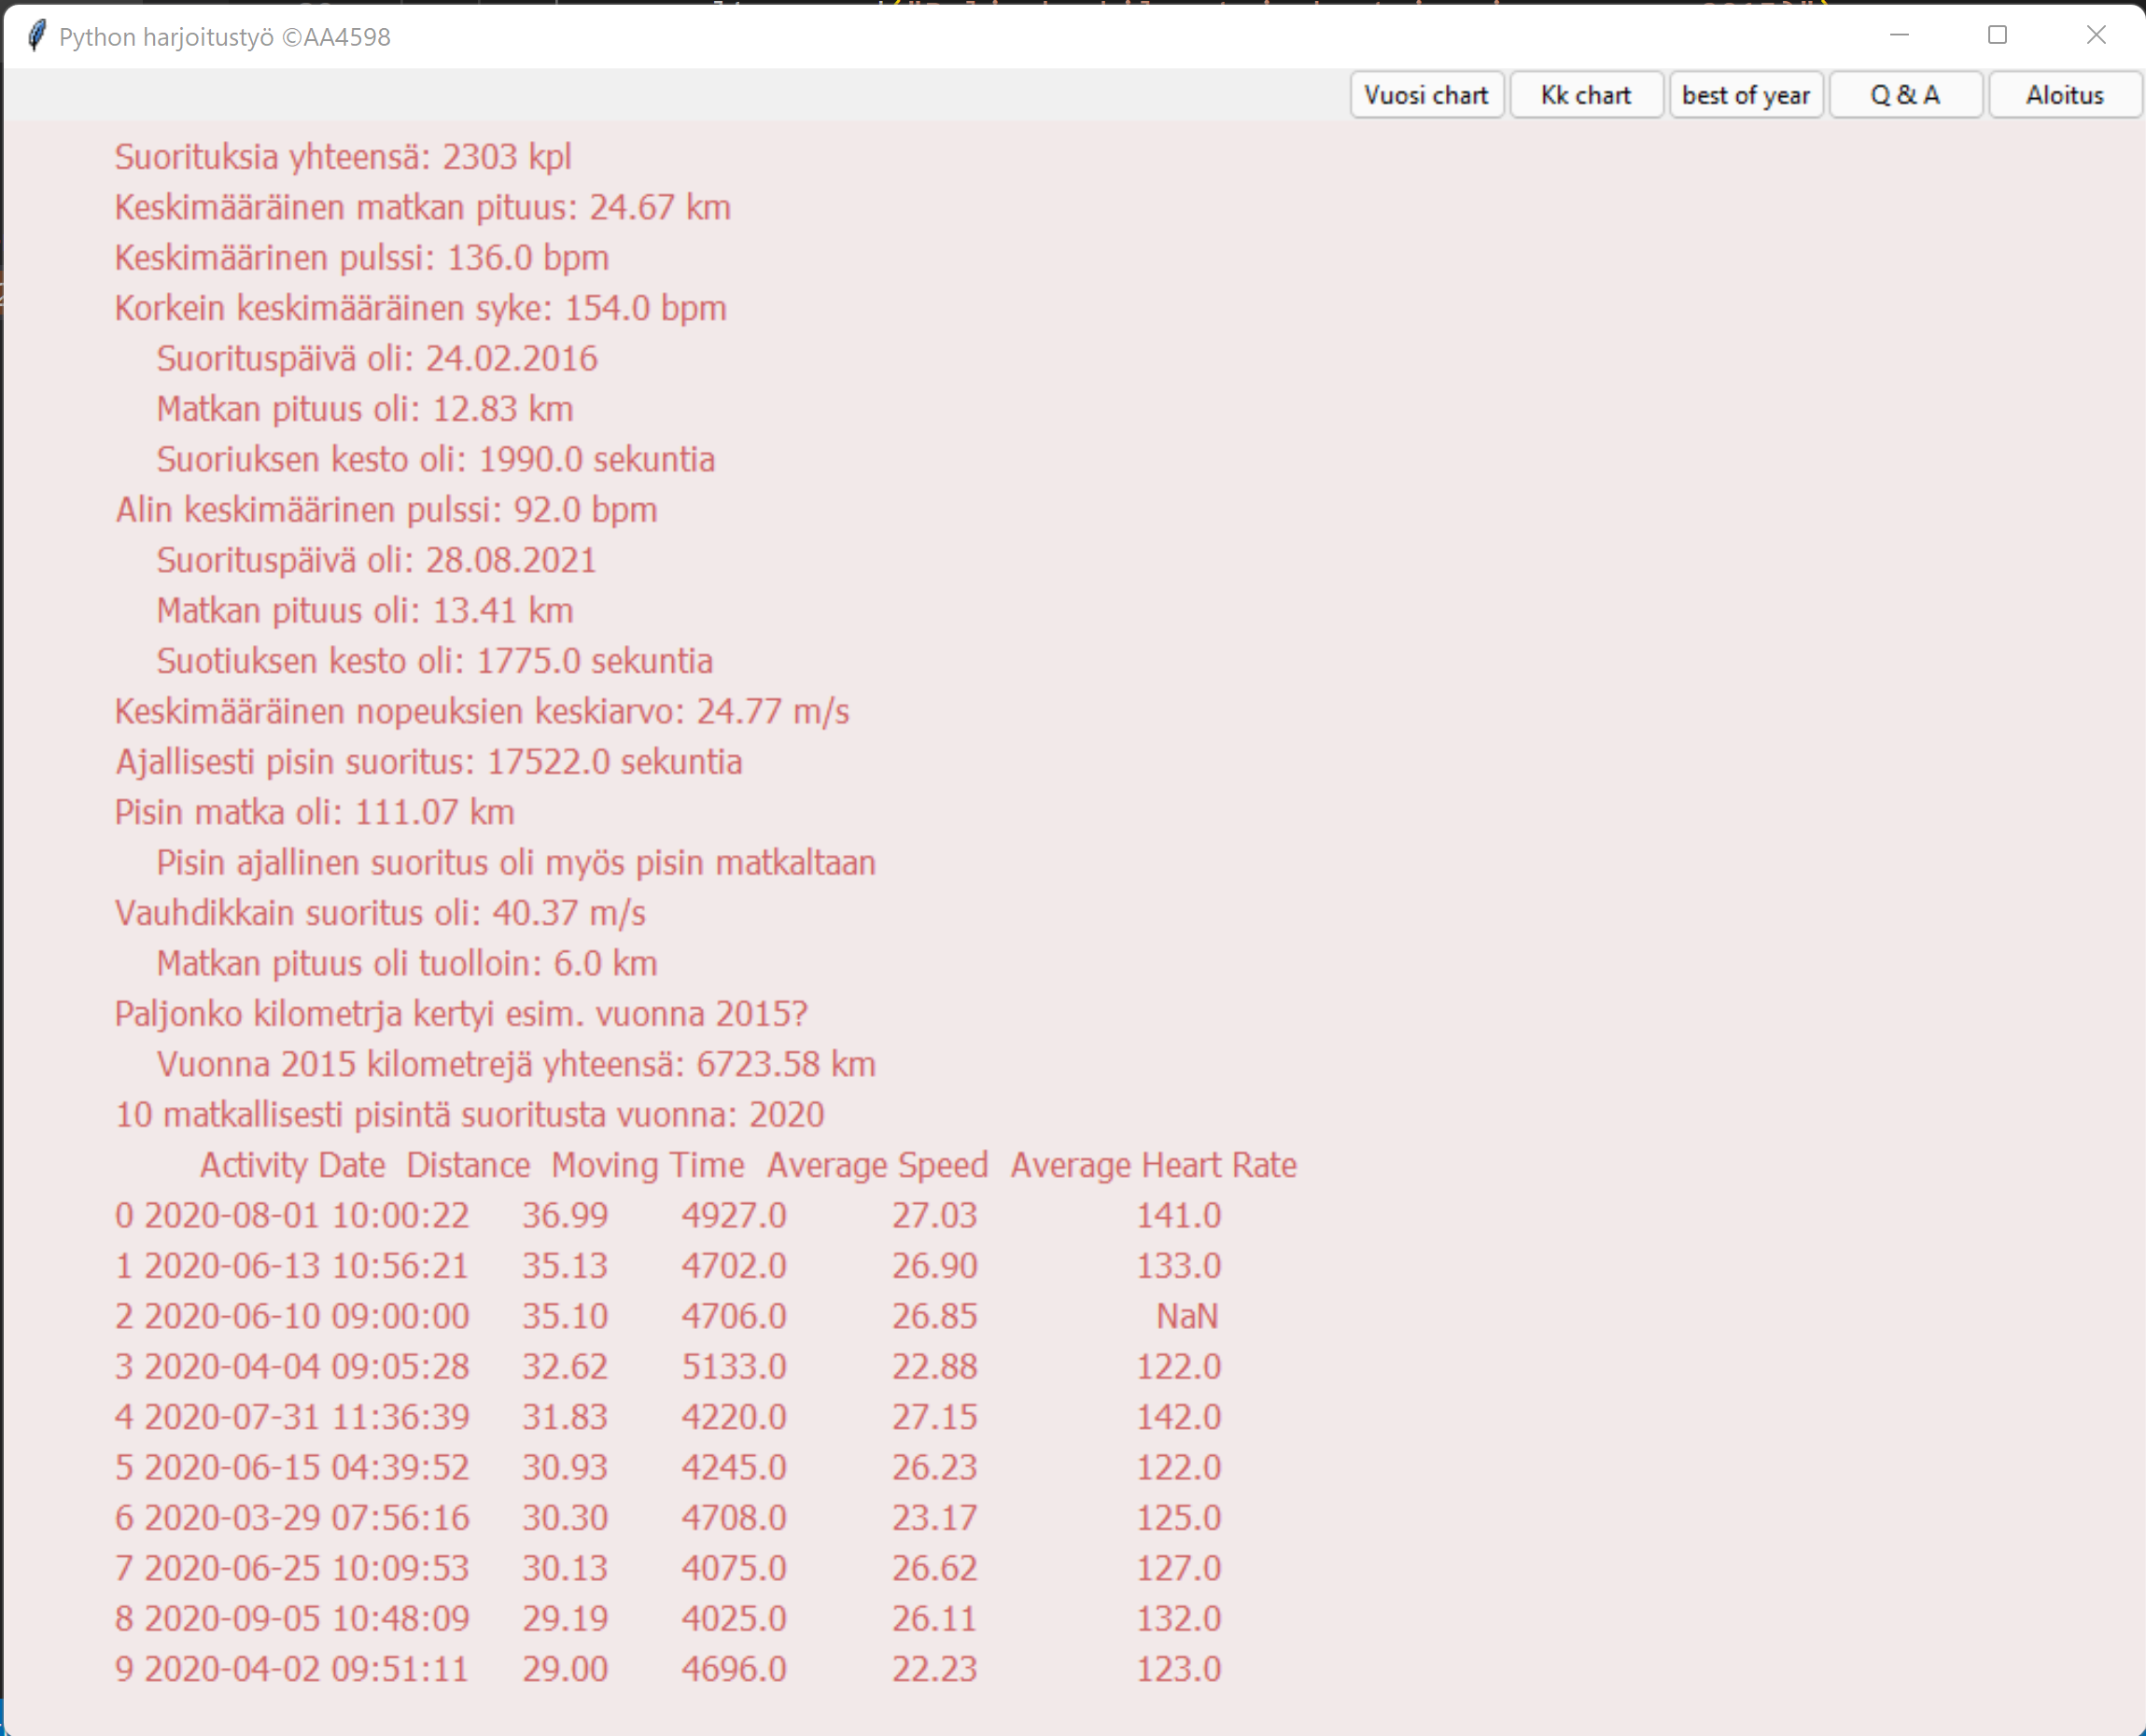 Python harjoitustyö ©AA4598
Vuosi chart Kk chart best of year Q & A Aloitus
Suorituksia yhteensä: 2303 kpl
Keskimääräinen matkan pituus: 24.67 km
Keskimäärinen pulssi: 136.0 bpm
Korkein keskimääräinen syke: 154.0 bpm
Suorituspäivä oli: 24.02.2016
Matkan pituus oli: 12.83 km
Suoriuksen kesto oli: 1990.0 sekuntia
Alin keskimäärinen pulssi: 92.0 bpm
Suorituspäivä oli: 28.08.2021
Matkan pituus oli: 13.41 km
Suotiuksen kesto oli: 1775.0 sekuntia
Keskimääräinen nopeuksien keskiarvo: 24.77 m/s
Ajallisesti pisin suoritus: 17522.0 sekuntia
Pisin matka oli: 111.07 km
Pisin ajallinen suoritus oli myös pisin matkaltaan
Vauhdikkain suoritus oli: 40.37 m/s
Matkan pituus oli tuolloin: 6.0 km
Paljonko kilometrja kertyi esim. vuonna 2015?
Vuonna 2015 kilometrejä yhteensä: 6723.58 km
10 matkallisesti pisintä suoritusta vuonna: 2020
Activity Date Distance Moving Time Average Speed Average Heart Rate
0 2020-08-01 10:00:22 36.99 4927.0 27.03 141.0
1 2020-06-13 10:56:21 35.13 4702.0 26.90 133.0
2 2020-06-10 09:00:00 35.10 4706.0 26.85 NaN
3 2020-04-04 09:05:28 32.62 5133.0 22.88 122.0
4 2020-07-31 11:36:39 31.83 4220.0 27.15 142.0
5 2020-06-15 04:39:52 30.93 4245.0 26.23 122.0
6 2020-03-29 07:56:16 30.30 4708.0 23.17 125.0
7 2020-06-25 10:09:53 30.13 4075.0 26.62 127.0
8 2020-09-05 10:48:09 29.19 4025.0 26.11 132.0
9 2020-04-02 09:51:11 29.00 4696.0 22.23 123.0